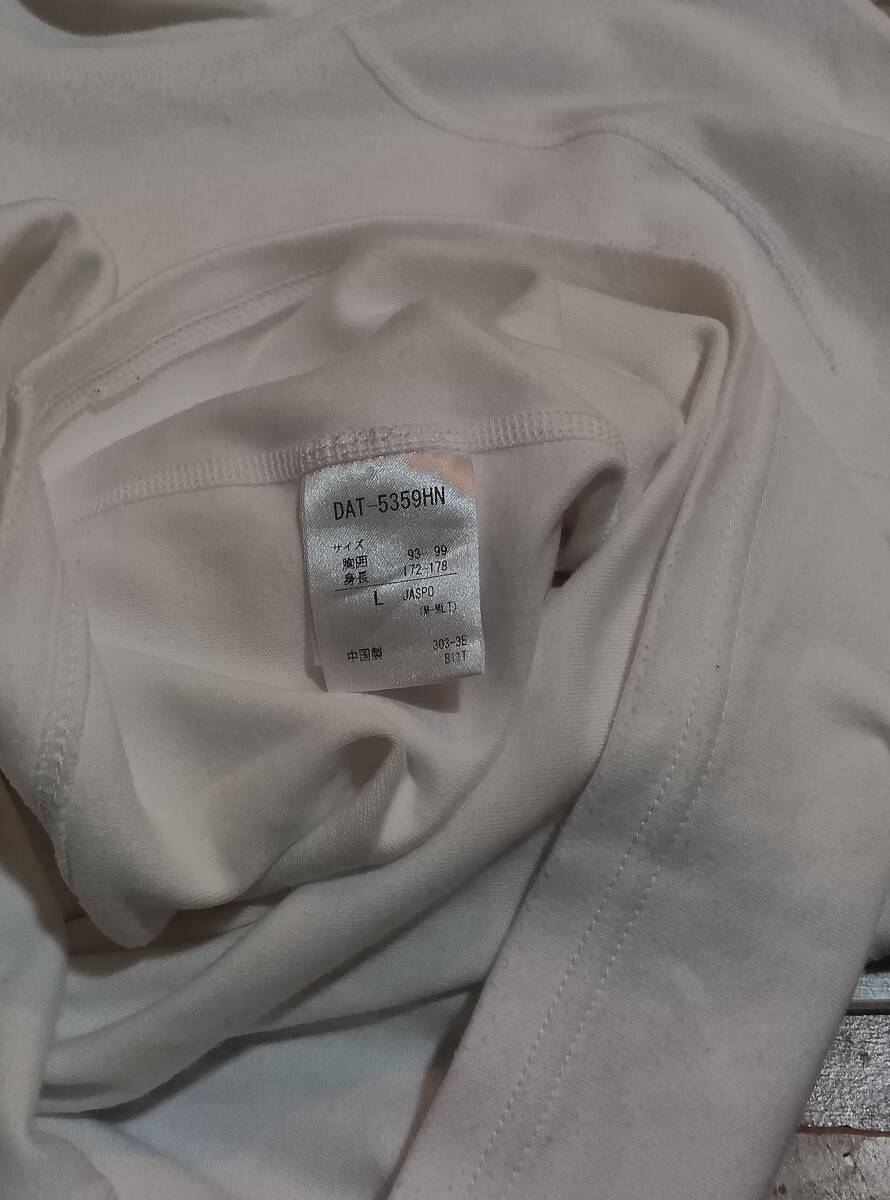 DAT-5359HN
サイズ
胸囲 93-99
身長 172-178
L JASPO
(M-MLT)
中国製 303-3E
B11T